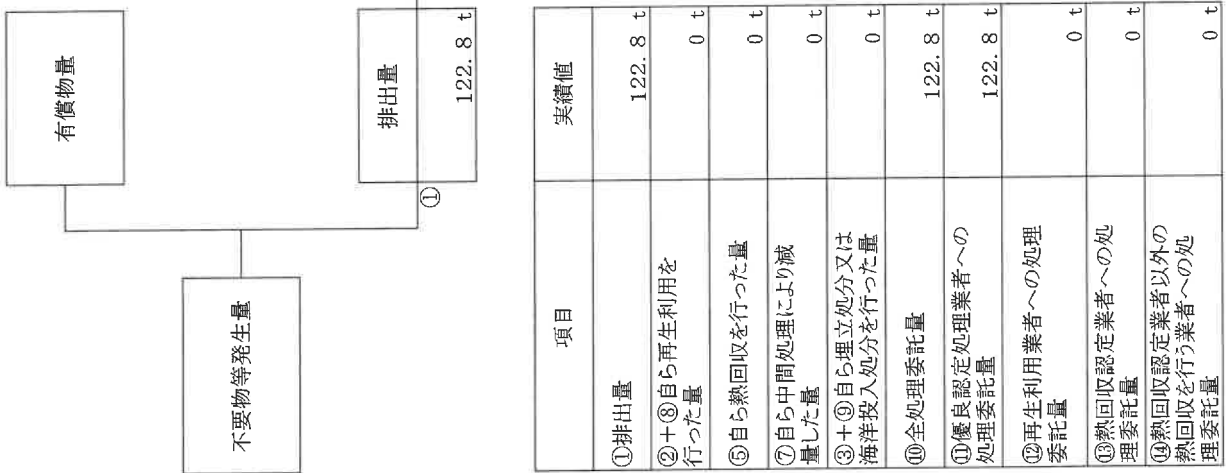 有償物量
不要物等発生量
排出量
① 122.8 t
項目 実績値
①排出量 122.8 t
②+⑧自ら再生利用を
行った量 0 t
⑤自ら熱回収を行った量 0 t
⑦自ら中間処理により減
量した量 0 t
③+⑨自ら埋立処分又は
海洋投入処分を行った量 0 t
⑩全処理委託量 122.8 t
⑪優良認定処理業者への
処理委託量 122.8 t
⑫再生利用業者への処理
委託量 0 t
⑬熱回収認定業者への処
理委託量 0 t
⑭熱回収認定業者以外の
熱回収を行う業者への処
理委託量 0 t